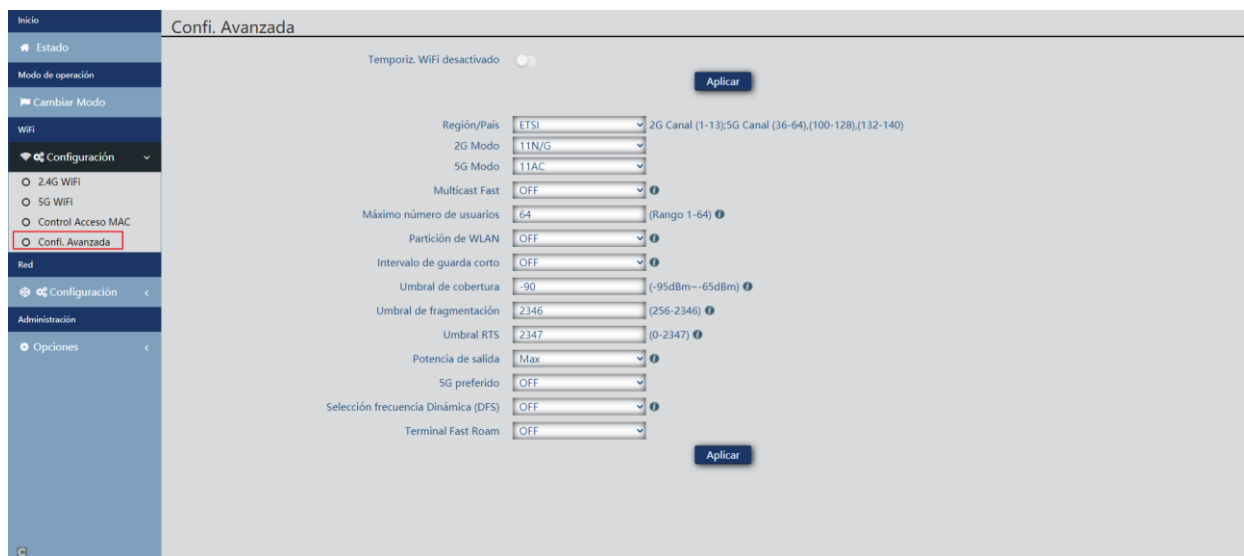 Inicio
Estado
Modo de operación
Cambiar Modo
WiFi
Configuración
2.4G WiFi
5G WiFi
Control Acceso MAC
Confi. Avanzada
Red
Configuración
Administración
Opciones
Confi. Avanzada
Temporiz. WiFi desactivado
Aplicar
Región/País ETSI 2G Canal (1-13);5G Canal (36-64),(100-128),(132-140)
2G Modo 11N/G
5G Modo 11AC
Multicast Fast OFF
Máximo número de usuarios 64 (Rango 1-64)
Partición de WLAN OFF
Intervalo de guarda corto OFF
Umbral de cobertura -90 (-95dBm~-65dBm)
Umbral de fragmentación 2346 (256-2346)
Umbral RTS 2347 (0-2347)
Potencia de salida Max
5G preferido OFF
Selección frecuencia Dinámica (DFS) OFF
Terminal Fast Roam OFF
Aplicar